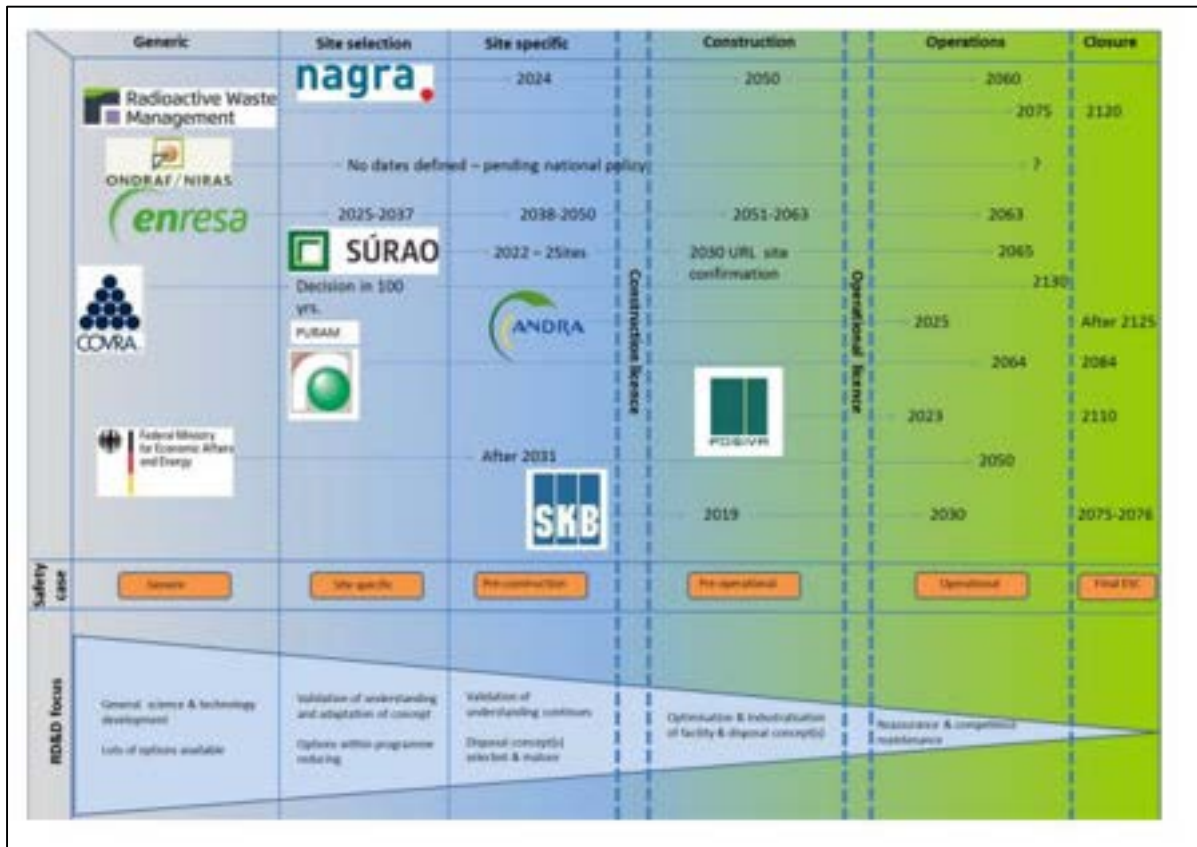 Generic Site selection Site specific Construction Operations Closure
nagra 2024 2050 2060
Radioactive Waste
Management
2075 2120
ONDRAF/NIRAS
No dates defined – pending national policy ?
enresa 2025-2037 2038-2050 2051-2063 2063
SÚRAO 2022 – 2Sites 2030 URL site
confirmation
2065
COVRA
Decision in 100
yrs.
2130
ANDRA 2025 After 2125
PURAM 2064 2084
POSIVA 2023 2110
Federal Ministry
for Economic Affairs
and Energy
After 2031 2050
SKB 2019 2030 2075-2076
Construction licence
Operational licence
Safety
case
Generic Site specific Pre-construction Pre-operational Operational Final ESC
RD&D focus
General science & technology
development
Lots of options available
Validation of understanding
and adaptation of concept
Options within programme
reducing
Validation of
understanding continues
Disposal concept(s)
selected & mature
Optimisation & industrialisation
of facility & disposal concept(s)
Reassurance & competence
maintenance